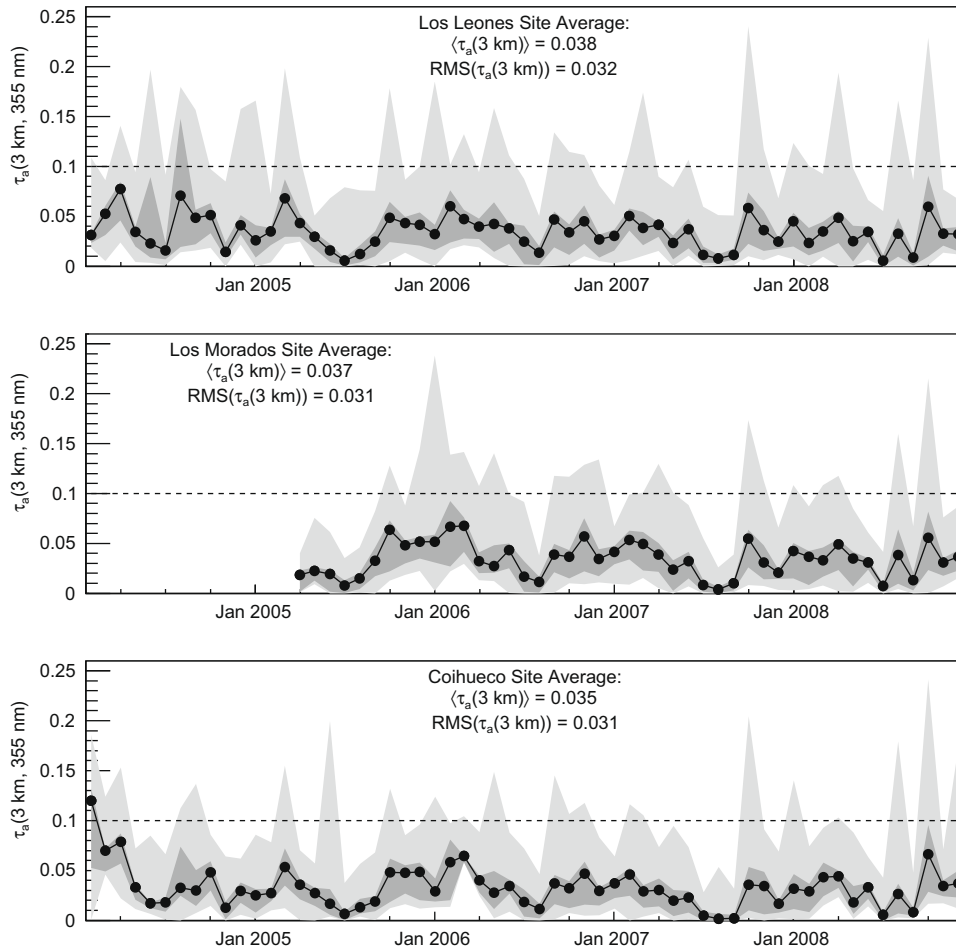 Los Leones Site Average:
⟨τa(3 km)⟩ = 0.038
RMS(τa(3 km)) = 0.032
τa(3 km, 355 nm)
0.25
0.2
0.15
0.1
0.05
0
Jan 2005
Jan 2006
Jan 2007
Jan 2008
Los Morados Site Average:
⟨τa(3 km)⟩ = 0.037
RMS(τa(3 km)) = 0.031
τa(3 km, 355 nm)
0.25
0.2
0.15
0.1
0.05
0
Jan 2005
Jan 2006
Jan 2007
Jan 2008
Coihueco Site Average:
⟨τa(3 km)⟩ = 0.035
RMS(τa(3 km)) = 0.031
τa(3 km, 355 nm)
0.25
0.2
0.15
0.1
0.05
0
Jan 2005
Jan 2006
Jan 2007
Jan 2008